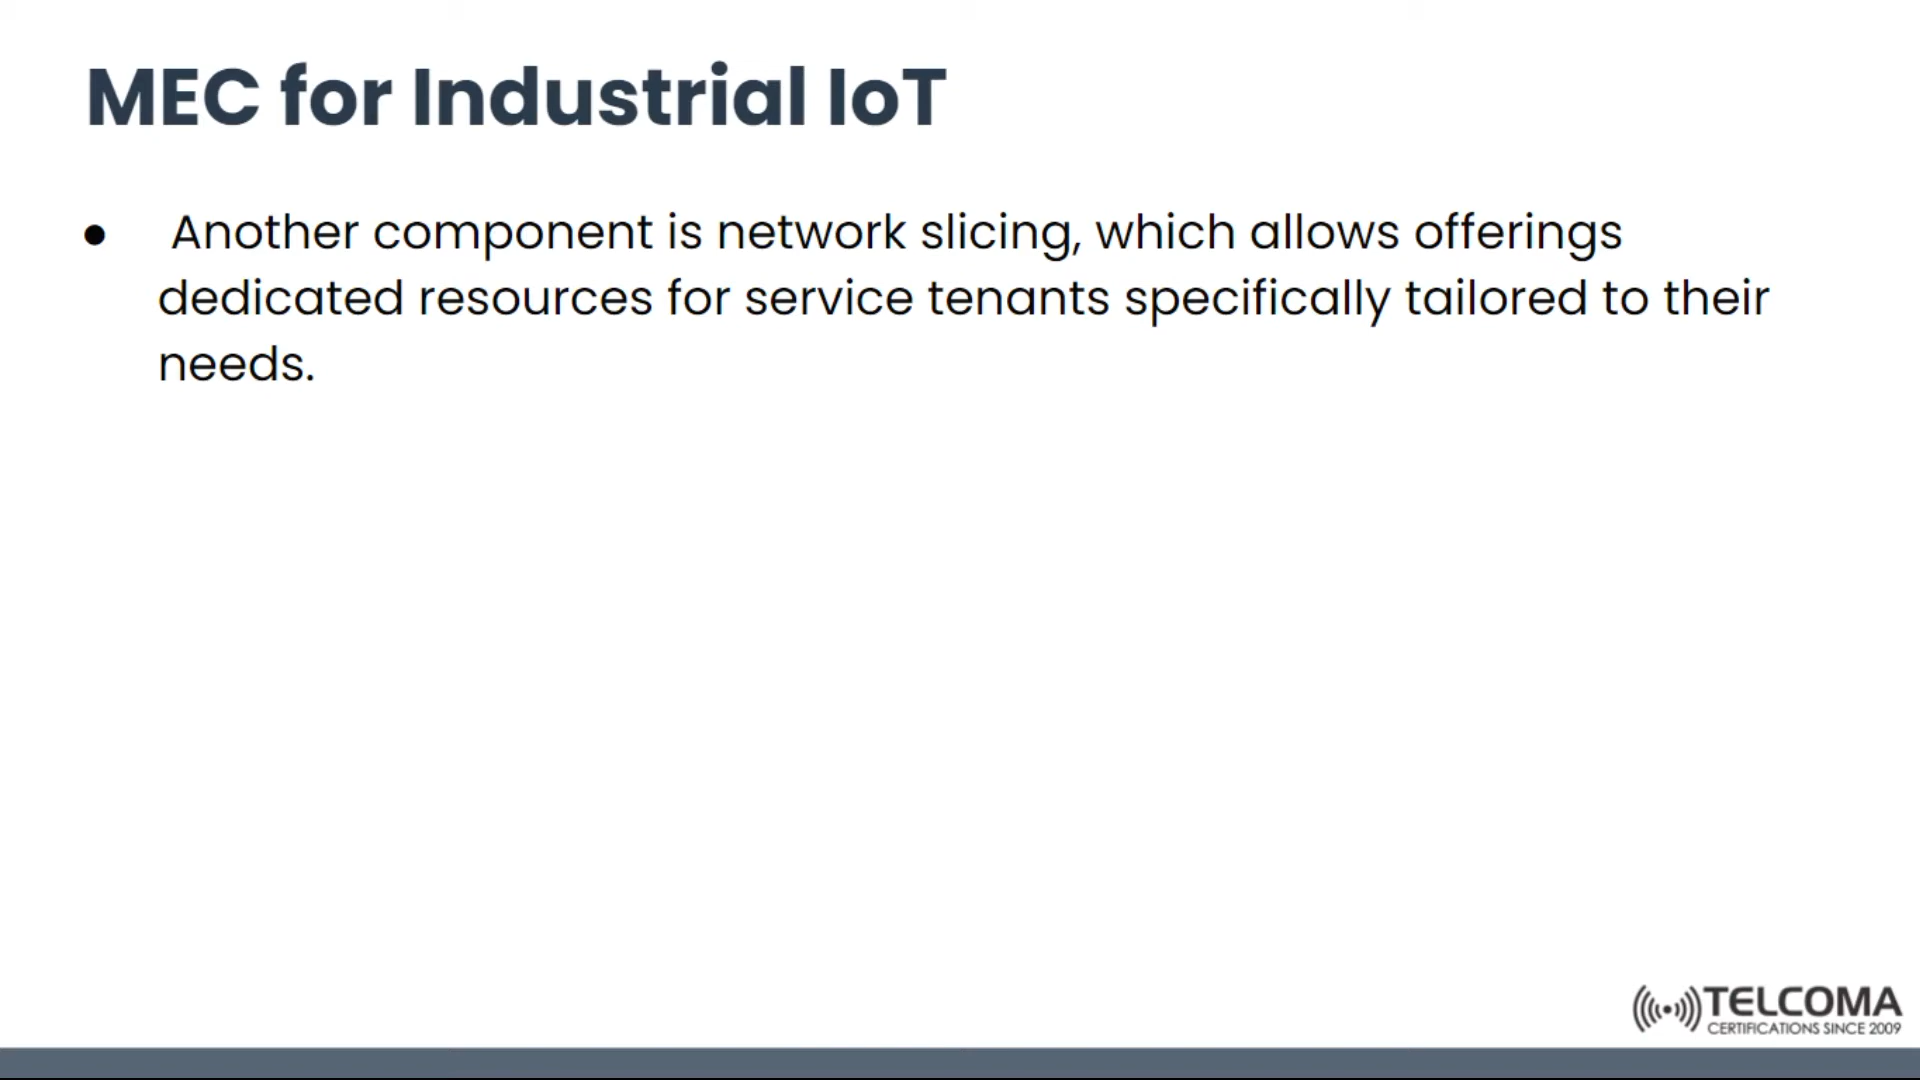 MEC for Industrial IoT
● Another component is network slicing, which allows offerings
dedicated resources for service tenants specifically tailored to their
needs.
TELCOMA
CERTIFICATIONS SINCE 2009